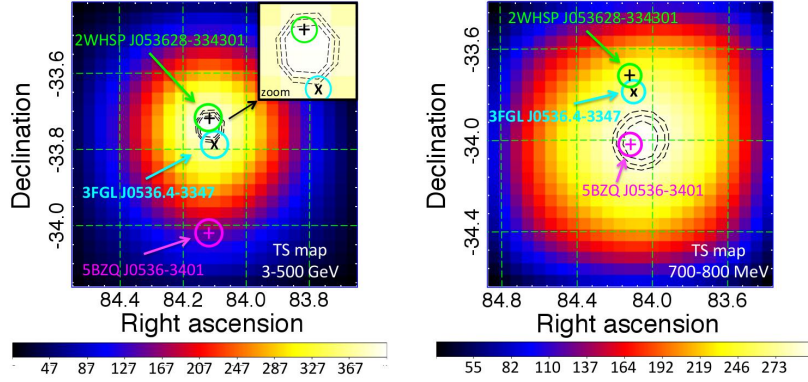 2WHSP J053628-334301
zoom
3FGL J0536.4-3347
5BZQ J0536-3401
TS map
3-500 GeV
Declination
-33.6
-33.8
-34.0
84.4 84.2 84.0 83.8
Right ascension
47 87 127 167 207 247 287 327 367
2WHSP J053628-334301
3FGL J0536.4-3347
5BZQ J0536-3401
TS map
700-800 MeV
Declination
-33.6
-34.0
-34.4
84.8 84.4 84.0 83.6
Right ascension
55 82 110 137 164 192 219 246 273